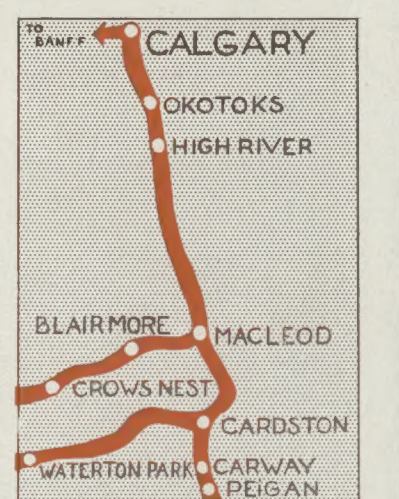 TO
BANFF
CALGARY
OKOTOKS
HIGH RIVER
BLAIRMORE
MACLEOD
CROWS NEST
CARDSTON
WATERTON PARK
CARWAY
PEIGAN